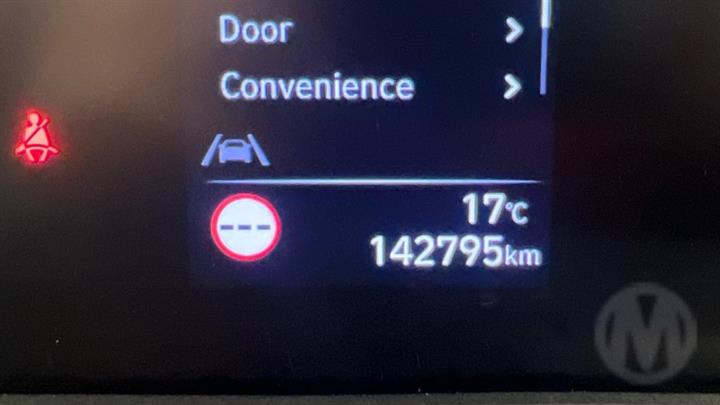 Door
Convenience
17°C
---
142795km
M